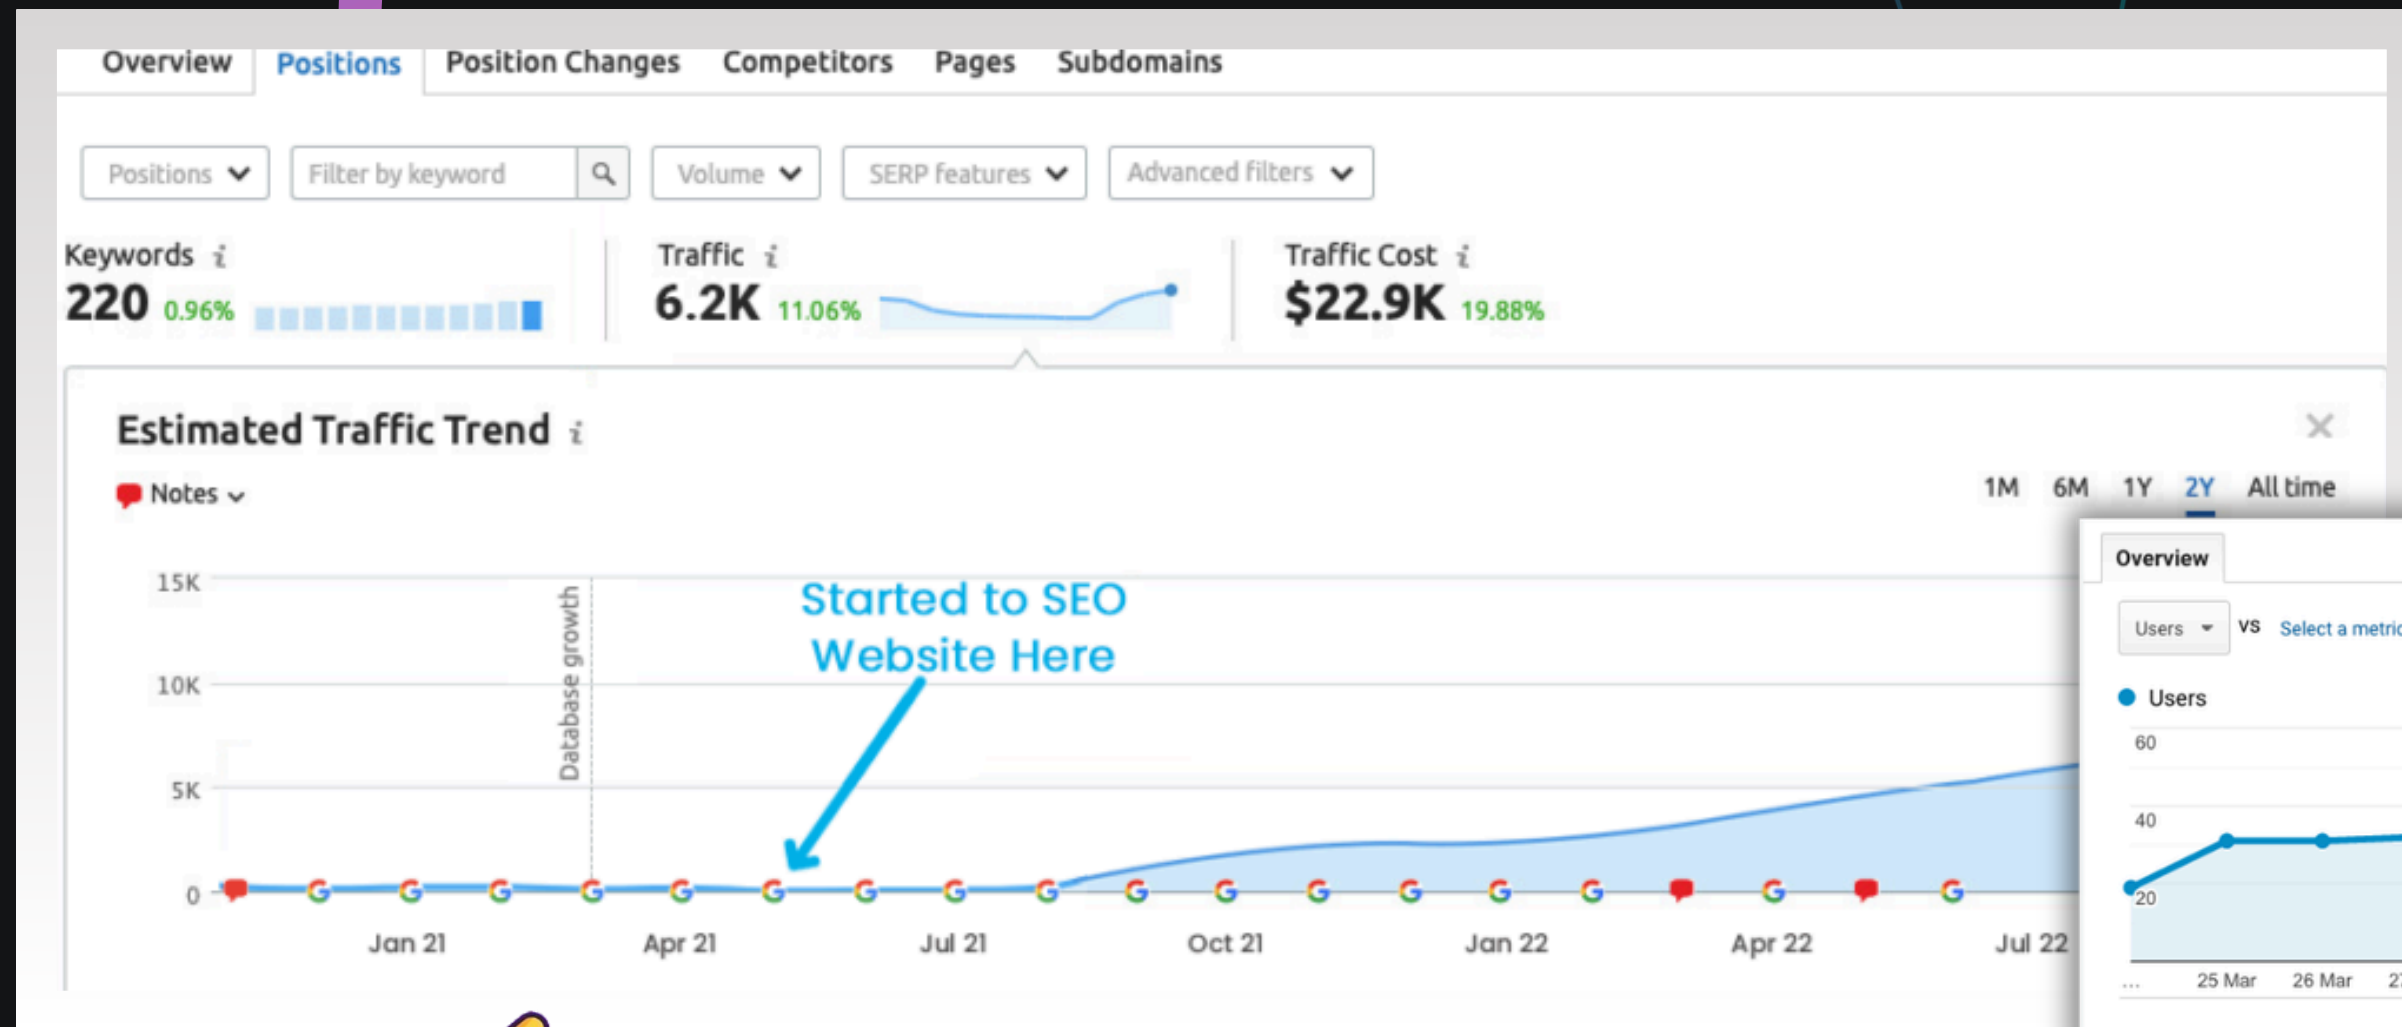 Overview Positions Position Changes Competitors Pages Subdomains
Positions Filter by keyword Volume SERP features Advanced filters
Keywords i Traffic i Traffic Cost i
220 0.96% 6.2K 11.06% $22.9K 19.88%
Estimated Traffic Trend i
Notes
1M 6M 1Y 2Y All time
15K
10K
5K
0
Database growth
Started to SEO
Website Here
Jan 21 Apr 21 Jul 21 Oct 21 Jan 22 Apr 22 Jul 22
Overview
Users VS Select a metric
Users
60
40
20
... 25 Mar 26 Mar